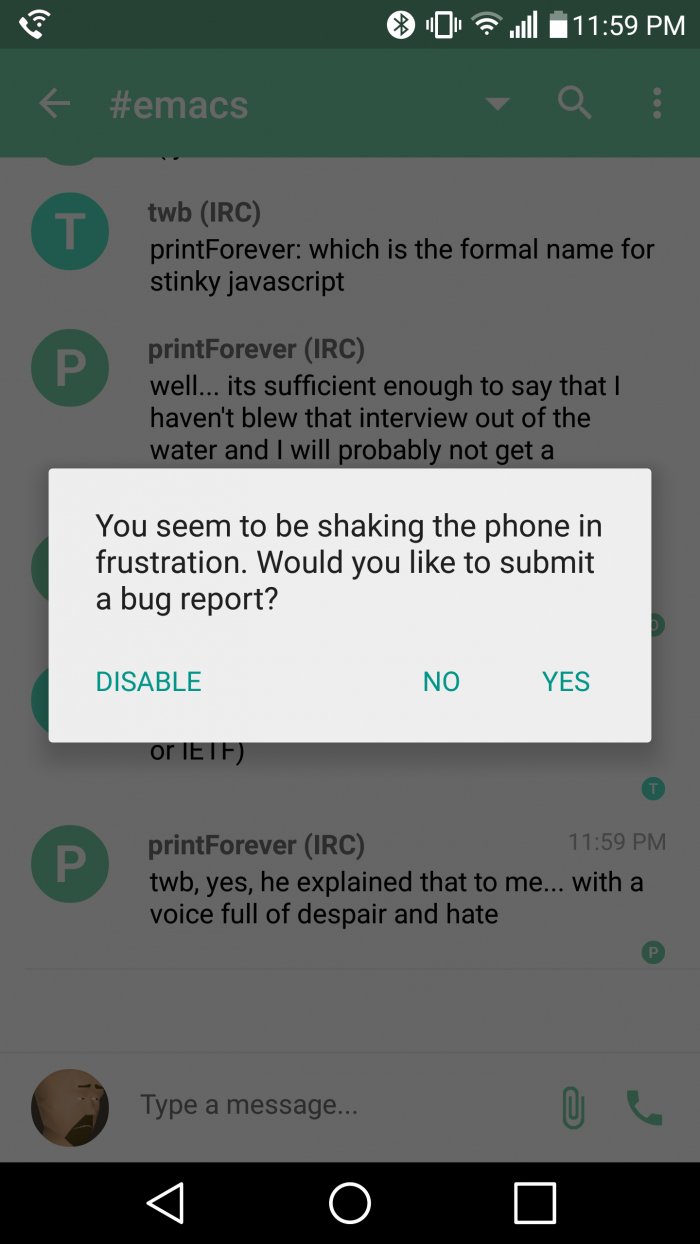 11:59 PM
#emacs
T
twb (IRC)
printForever: which is the formal name for
stinky javascript
P
printForever (IRC)
well... its sufficient enough to say that I
haven't blew that interview out of the
water and I will probably not get a
You seem to be shaking the phone in
frustration. Would you like to submit
a bug report?
DISABLE NO YES
or IETF)
T
P
printForever (IRC) 11:59 PM
twb, yes, he explained that to me... with a
voice full of despair and hate
P
Type a message...